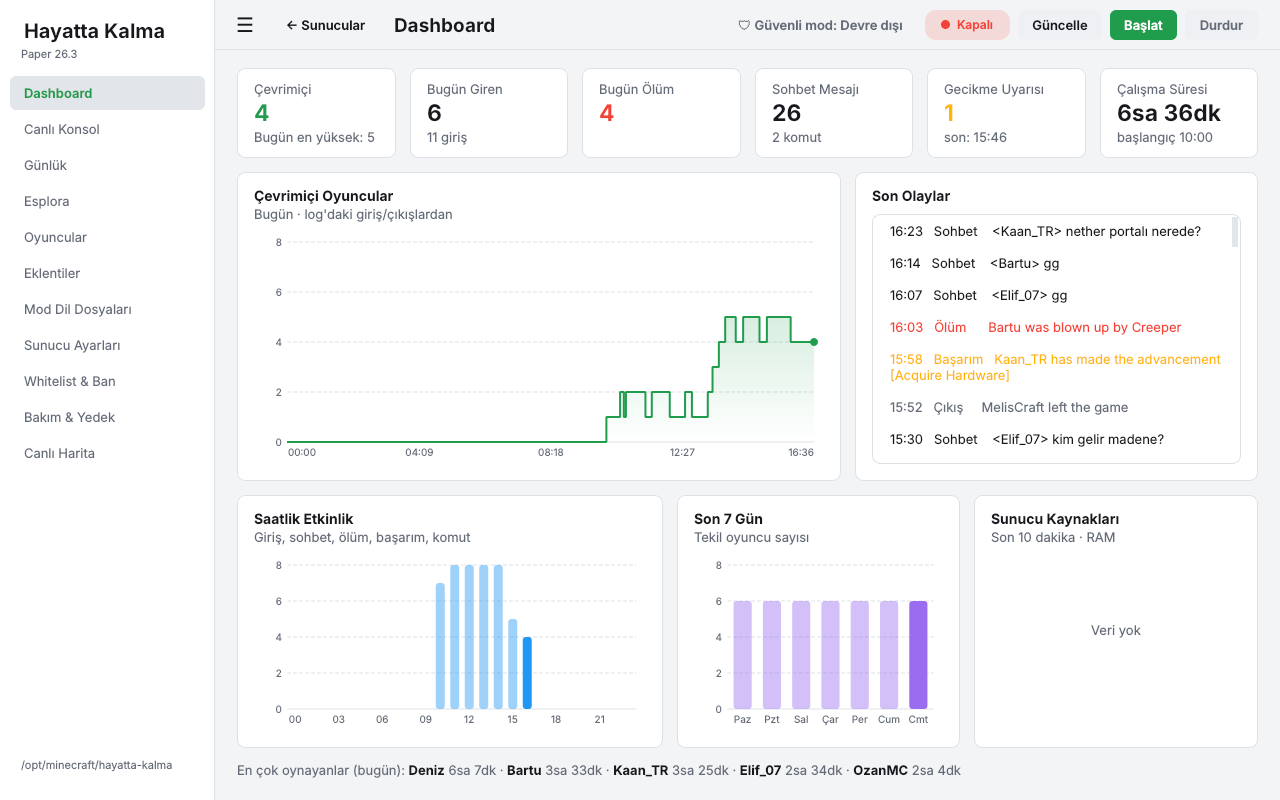 Hayatta Kalma
Paper 26.3
Dashboard
Canlı Konsol
Günlük
Esplora
Oyuncular
Eklentiler
Mod Dil Dosyaları
Sunucu Ayarları
Whitelist & Ban
Bakım & Yedek
Canlı Harita
/opt/minecraft/hayatta-kalma
☰ ← Sunucular Dashboard 🛡 Güvenli mod: Devre dışı ● Kapalı Güncelle Başlat Durdur
Çevrimiçi
4
Bugün en yüksek: 5
Bugün Giren
6
11 giriş
Bugün Ölüm
4
Sohbet Mesajı
26
2 komut
Gecikme Uyarısı
1
son: 15:46
Çalışma Süresi
6sa 36dk
başlangıç 10:00
Çevrimiçi Oyuncular
Bugün · log'daki giriş/çıkışlardan
8
6
4
2
0
00:00 04:09 08:18 12:27 16:36
Son Olaylar
16:23 Sohbet <Kaan_TR> nether portalı nerede?
16:14 Sohbet <Bartu> gg
16:07 Sohbet <Elif_07> gg
16:03 Ölüm Bartu was blown up by Creeper
15:58 Başarım Kaan_TR has made the advancement
[Acquire Hardware]
15:52 Çıkış MelisCraft left the game
15:30 Sohbet <Elif_07> kim gelir madene?
Saatlik Etkinlik
Giriş, sohbet, ölüm, başarım, komut
8
6
4
2
0
00 03 06 09 12 15 18 21
Son 7 Gün
Tekil oyuncu sayısı
8
6
4
2
0
Paz Pzt Sal Çar Per Cum Cmt
Sunucu Kaynakları
Son 10 dakika · RAM
Veri yok
En çok oynayanlar (bugün): Deniz 6sa 7dk · Bartu 3sa 33dk · Kaan_TR 3sa 25dk · Elif_07 2sa 34dk · OzanMC 2sa 4dk